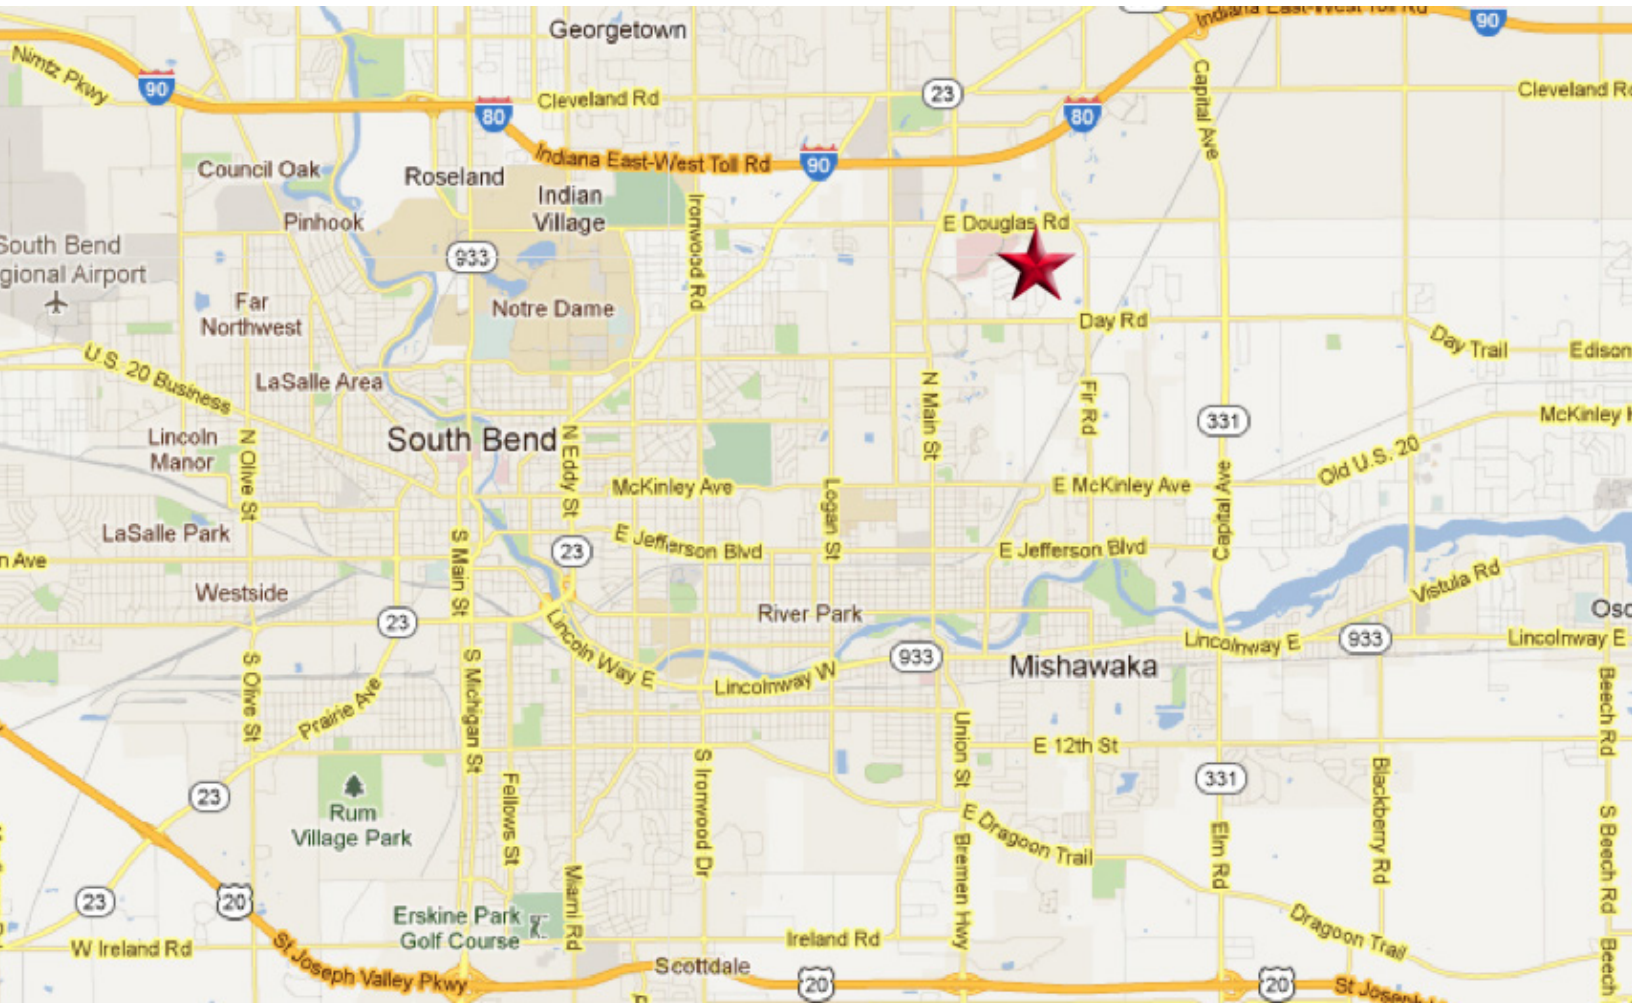 Indiana East-West Toll Rd
90
Georgetown
Nimtz Pkwy
90
Capital Ave
23
Cleveland Rd
Cleveland Rd
80
80
Indiana East-West Toll Rd
90
Council Oak
Roseland
Indian
Village
Ironwood Rd
Pinhook
E Douglas Rd
South Bend
gional Airport
933
Far
Northwest
Notre Dame
Day Rd
Day Trail
Edison
U.S. 20 Business
LaSalle Area
N Main St
Fir Rd
331
McKinley
South Bend
Lincoln
Manor
N Olive St
N Eddy St
Old U.S. 20
McKinley Ave
E McKinley Ave
Logan St
Capital Ave
LaSalle Park
S Main St
E Jefferson Blvd
E Jefferson Blvd
23
n Ave
Westside
Vistula Rd
River Park
Osc
23
Lincoln Way E
933
Lincolnway E
933
Lincolnway E
Mishawaka
Lincolnway W
S Olive St
Prairie Ave
S Michigan St
Beech Rd
Union St
E 12th St
S Ironwood Dr
331
Blackberry Rd
23
Fellows St
Rum
Village Park
E Dragoon Trail
Elm Rd
S Beech Rd
Bremen Hwy
Miami Rd
23
20
Erskine Park
Golf Course
Dragoon Trail
W Ireland Rd
Ireland Rd
Beech
St Joseph Valley Pkwy
Scottdale
20
20
St Joseph